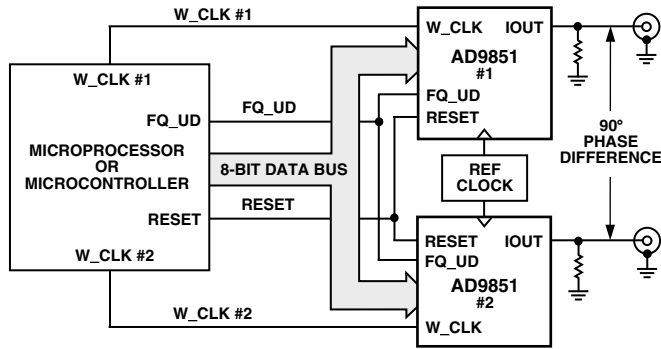 W_CLK #1
W_CLK #1
FQ_UD
MICROPROCESSOR
OR
MICROCONTROLLER
RESET
W_CLK #2
FQ_UD
8-BIT DATA BUS
RESET
W_CLK #2
W_CLK IOUT
AD9851
#1
FQ_UD
RESET
REF
CLOCK
RESET IOUT
FQ_UD
AD9851
#2
W_CLK
90°
PHASE
DIFFERENCE